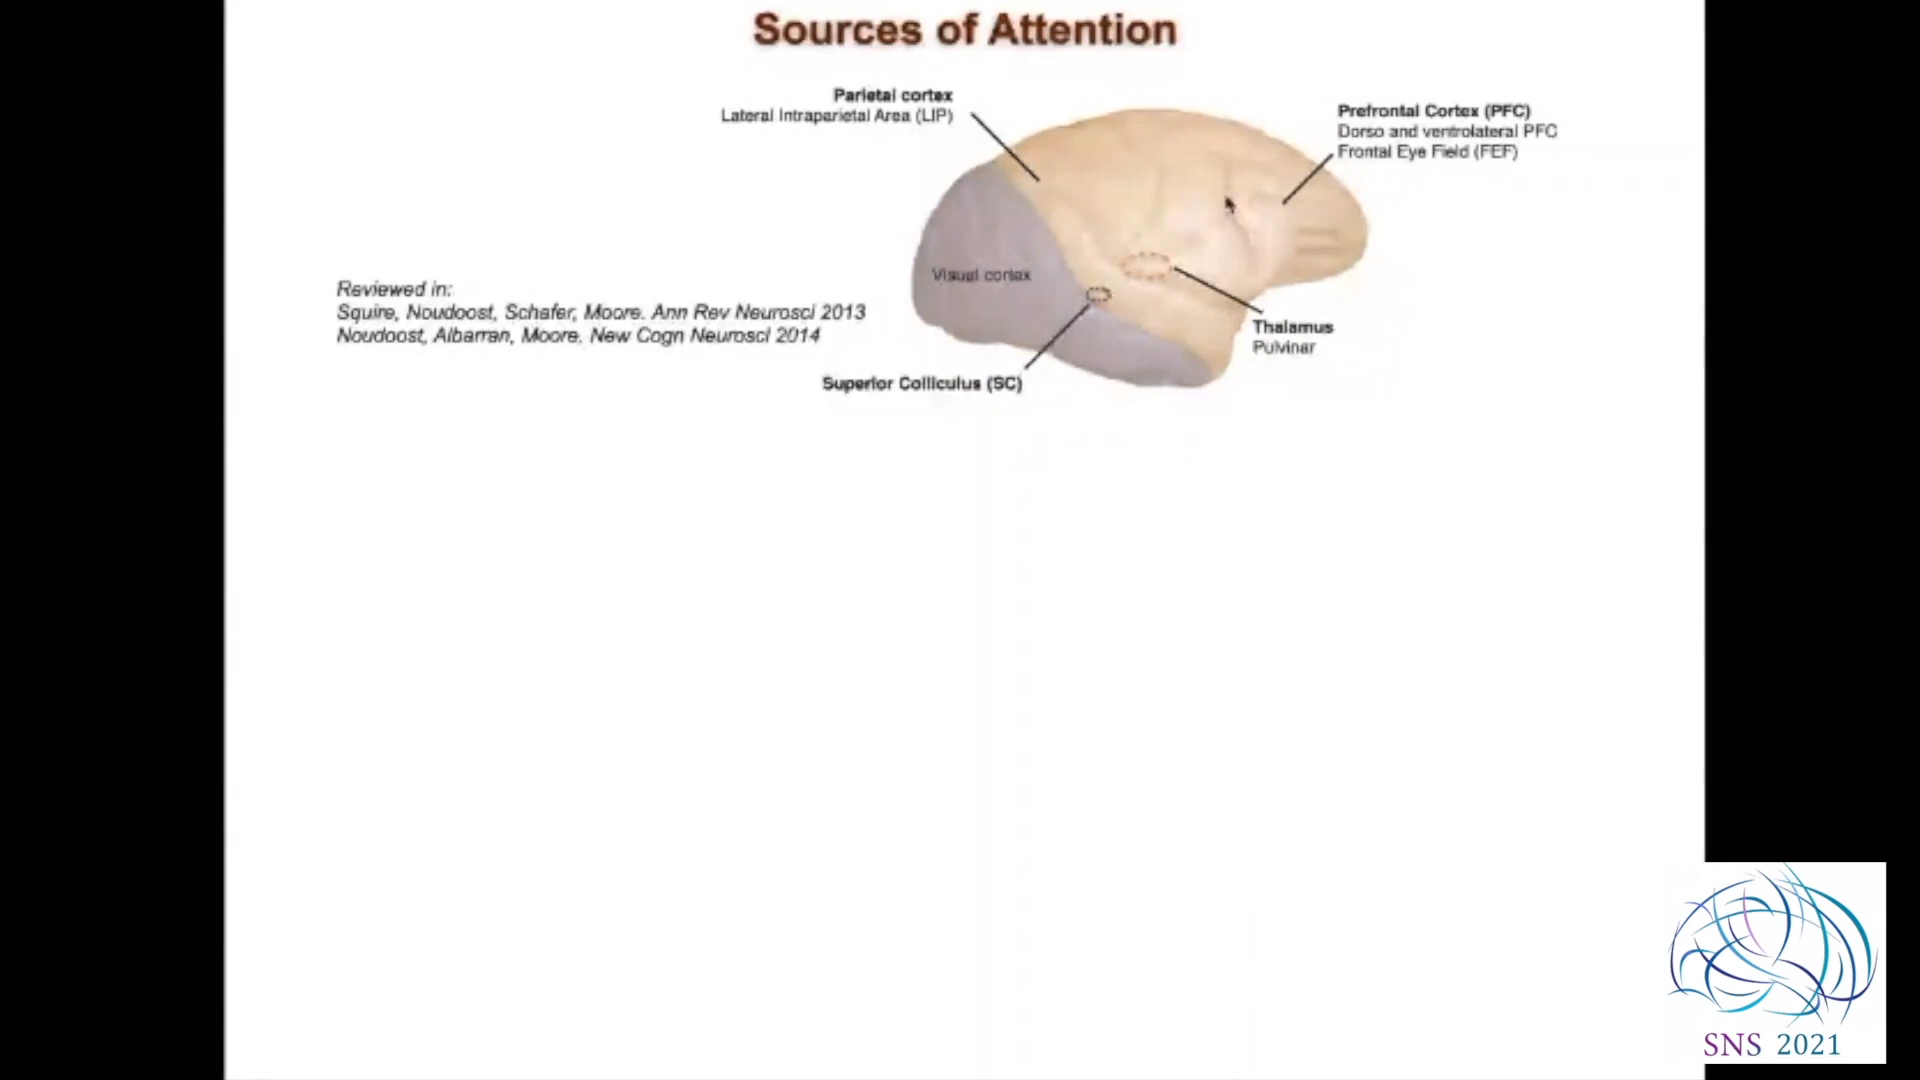 Sources of Attention
Parietal cortex
Lateral Intraparietal Area (LIP)
Prefrontal Cortex (PFC)
Dorso and ventrolateral PFC
Frontal Eye Field (FEF)
Visual cortex
Reviewed in:
Squire, Noudoost, Schafer, Moore. Ann Rev Neurosci 2013
Noudoost, Albarran, Moore. New Cogn Neurosci 2014
Thalamus
Pulvinar
Superior Colliculus (SC)
SNS 2021